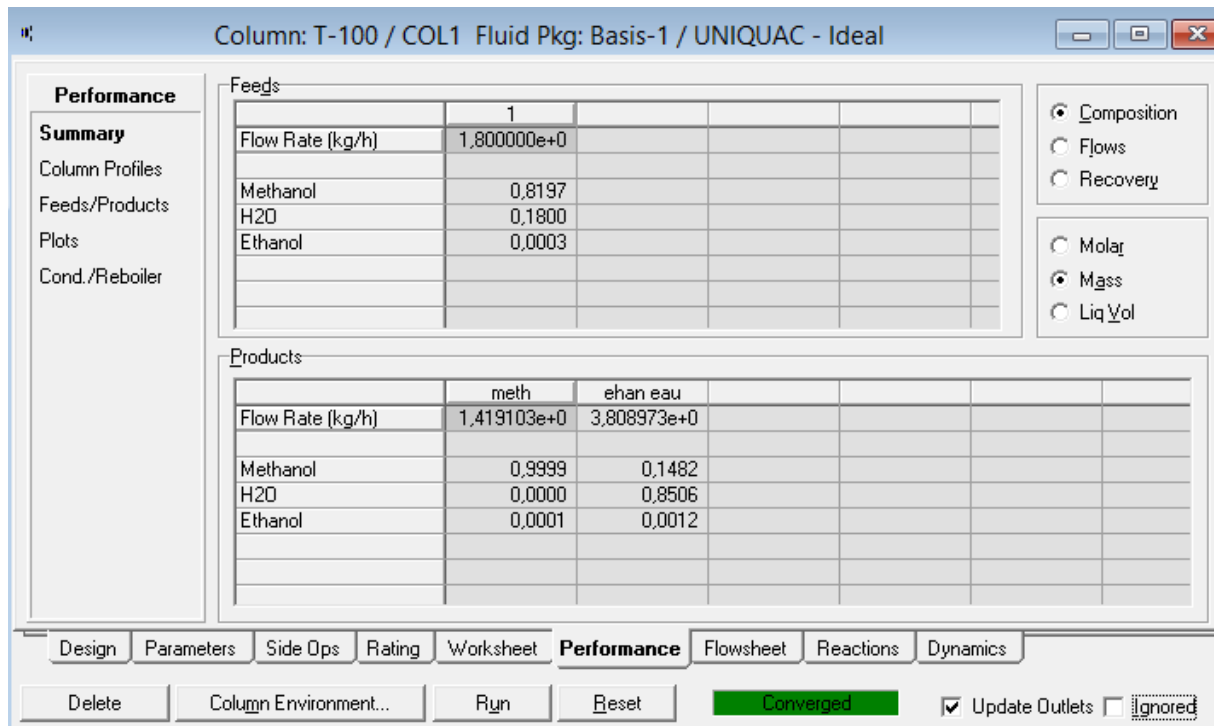 Column: T-100 / COL1 Fluid Pkg: Basis-1 / UNIQUAC - Ideal
Performance
Summary
Column Profiles
Feeds/Products
Plots
Cond./Reboiler
Feeds
1
Flow Rate (kg/h) 1,800000e+0
Methanol 0,8197
H2O 0,1800
Ethanol 0,0003
Composition
Flows
Recovery
Molar
Mass
Liq Vol
Products
meth ehan eau
Flow Rate (kg/h) 1,419103e+0 3,808973e+0
Methanol 0,9999 0,1482
H2O 0,0000 0,8506
Ethanol 0,0001 0,0012
Design Parameters Side Ops Rating Worksheet Performance Flowsheet Reactions Dynamics
Delete Column Environment... Run Reset Converged Update Outlets Ignored